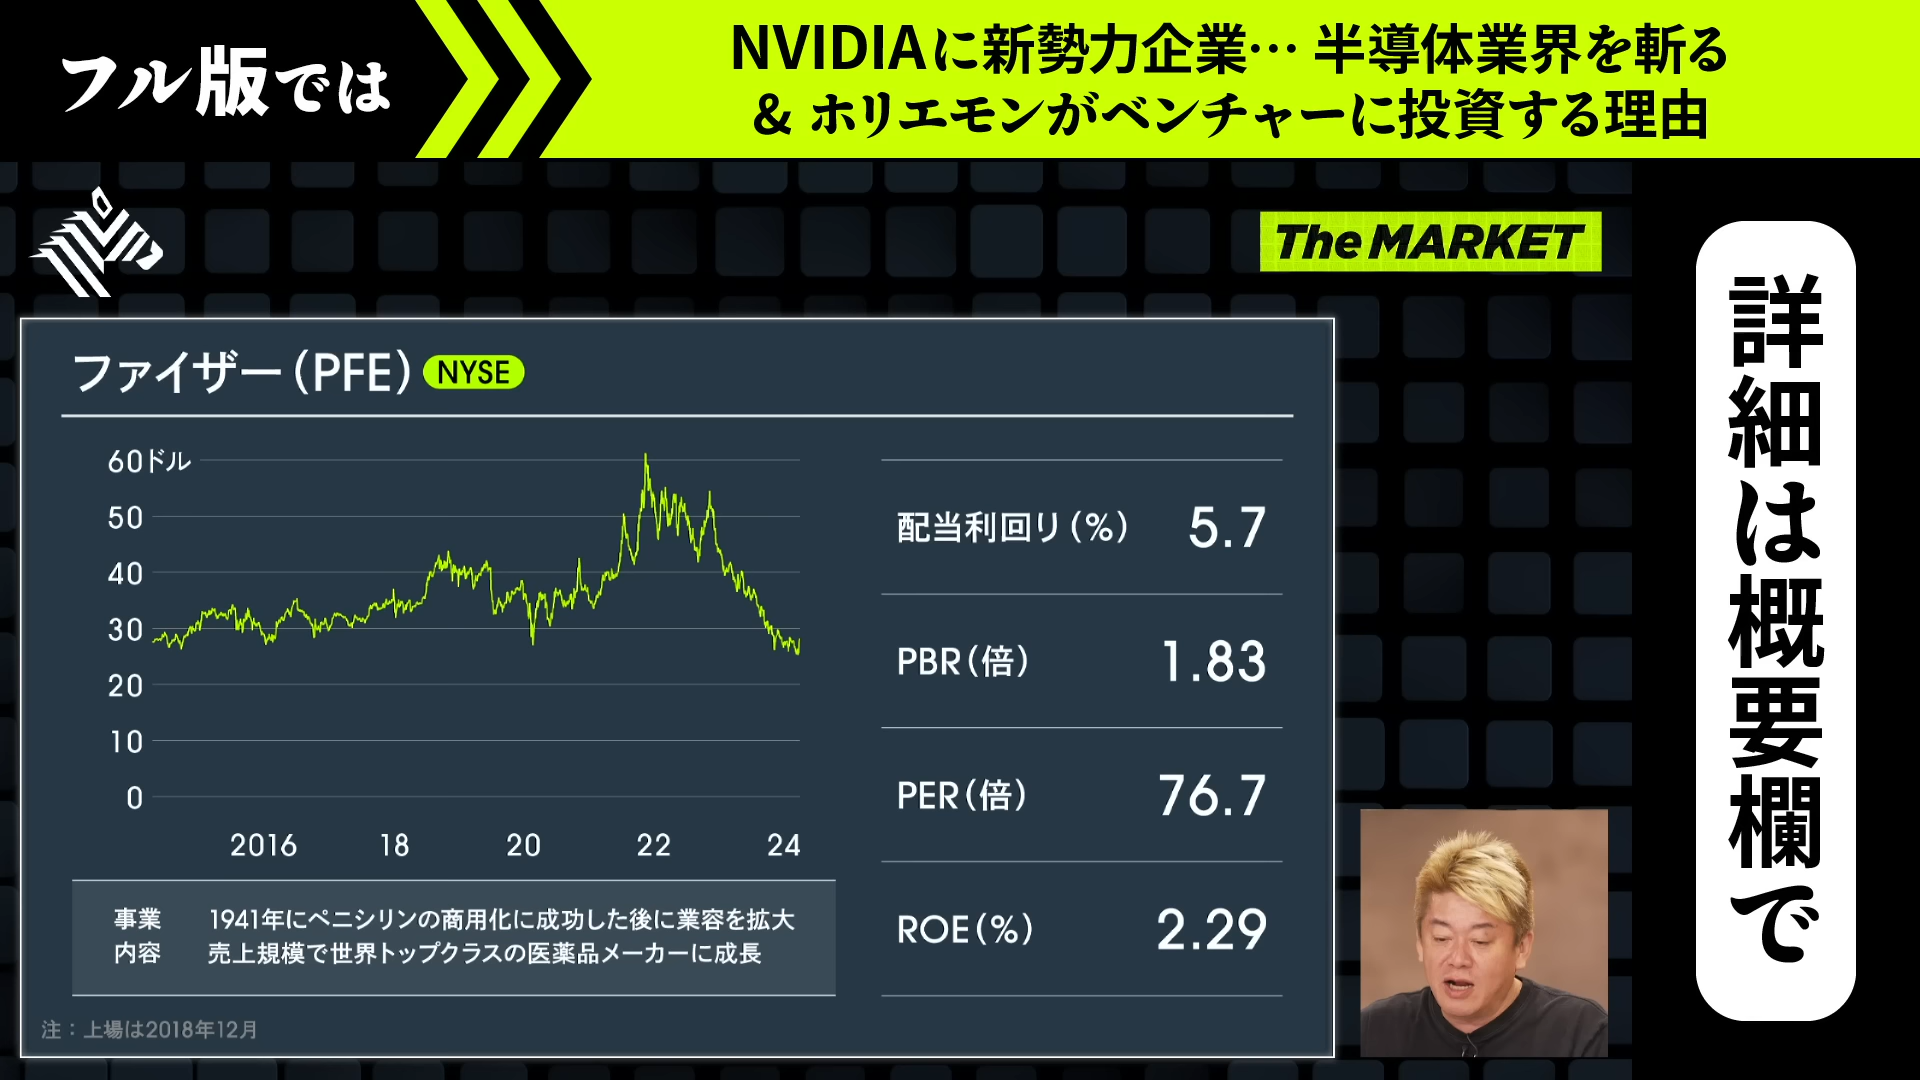 フル版では
NVIDIAに新勢力企業… 半導体業界を斬る
& ホリエモンがベンチャーに投資する理由
The MARKET
ファイザー(PFE) NYSE
60ドル
50
40
30
20
10
0
2016 18 20 22 24
配当利回り(%) 5.7
PBR(倍) 1.83
PER(倍) 76.7
ROE(%) 2.29
事業内容
1941年にペニシリンの商用化に成功した後に業容を拡大
売上規模で世界トップクラスの医薬品メーカーに成長
注：上場は2018年12月
詳細は概要欄で